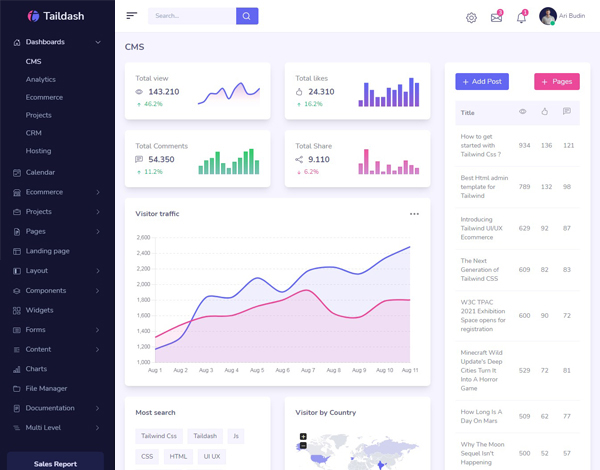 Taildash
Dashboards
CMS
Analytics
Ecommerce
Projects
CRM
Hosting
Calendar
Ecommerce
Projects
Pages
Landing page
Layout
Components
Widgets
Forms
Content
Charts
File Manager
Documentation
Multi Level
Sales Report
Search...
3
1
Ari Budin
CMS
Total view
143.210
46.2%
Total likes
24.310
16.2%
Total Comments
54.350
11.2%
Total Share
9.110
6.2%
Visitor traffic
2,600
2,400
2,200
2,000
1,800
1,600
1,400
1,200
1,000
Aug 1 Aug 2 Aug 3 Aug 4 Aug 5 Aug 6 Aug 7 Aug 8 Aug 9 Aug 10 Aug 11
Most search
Tailwind Css Taildash Js
CSS HTML UI UX
Visitor by Country
+
-
+ Add Post
+ Pages
Title
How to get
started with
Tailwind Css ?
934 136 121
Best Html admin
template for
Tailwind
789 132 98
Introducing
Tailwind UI/UX
Ecommerce
629 92 87
The Next
Generation of
Tailwind CSS
609 82 83
W3C TPAC
2021 Exhibition
Space opens for
registration
600 90 72
Minecraft Wild
Update's Deep
Cities Turn It
Into A Horror
Game
529 72 81
How Long Is A
Day On Mars
509 62 77
Why The Moon
Sequel Isn't
Happening
500 52 57